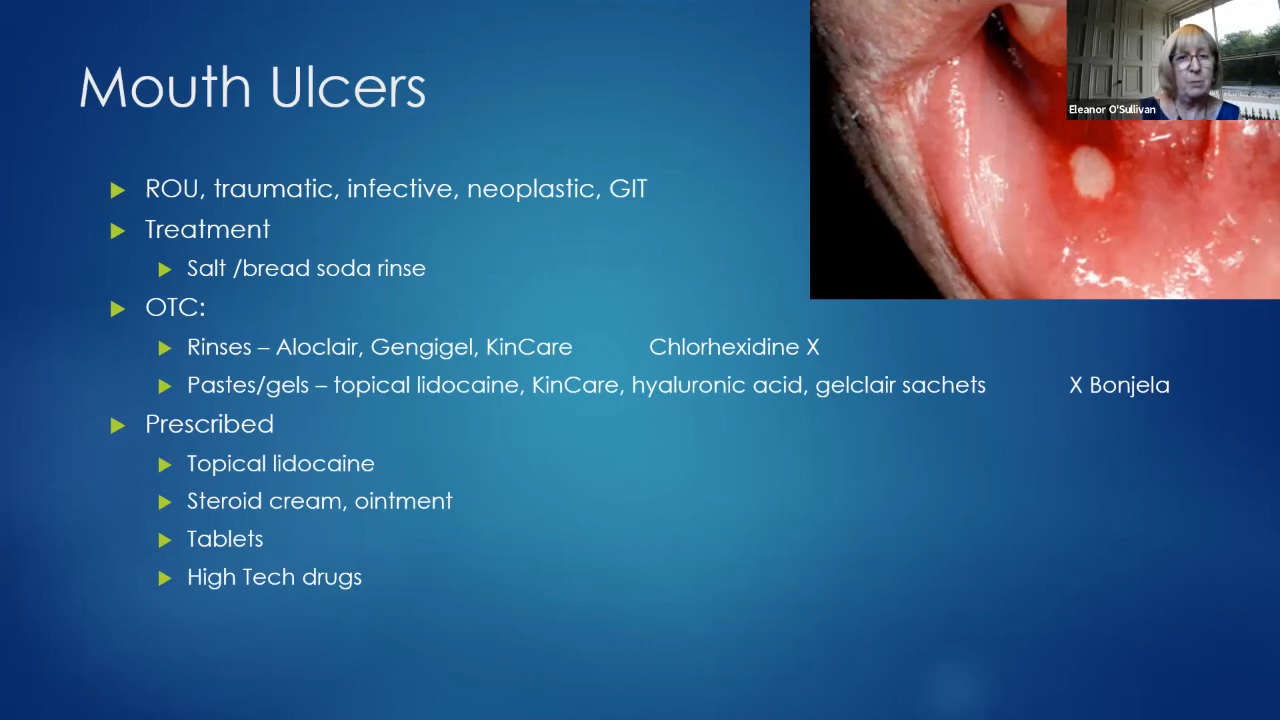 Mouth Ulcers
Eleanor O'Sullivan
ROU, traumatic, infective, neoplastic, GIT
Treatment
Salt /bread soda rinse
OTC:
Rinses – Aloclair, Gengigel, KinCare Chlorhexidine X
Pastes/gels – topical lidocaine, KinCare, hyaluronic acid, gelclair sachets X Bonjela
Prescribed
Topical lidocaine
Steroid cream, ointment
Tablets
High Tech drugs